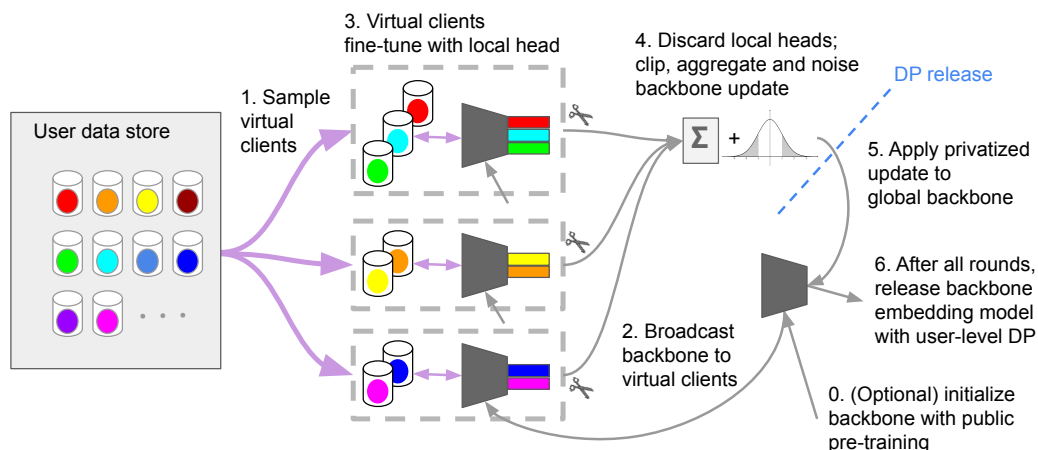 3. Virtual clients
fine-tune with local head
4. Discard local heads;
clip, aggregate and noise
backbone update
DP release
User data store
1. Sample
virtual
clients
Σ
+
5. Apply privatized
update to
global backbone
2. Broadcast
backbone to
virtual clients
6. After all rounds,
release backbone
embedding model
with user-level DP
0. (Optional) initialize
backbone with public
pre-training